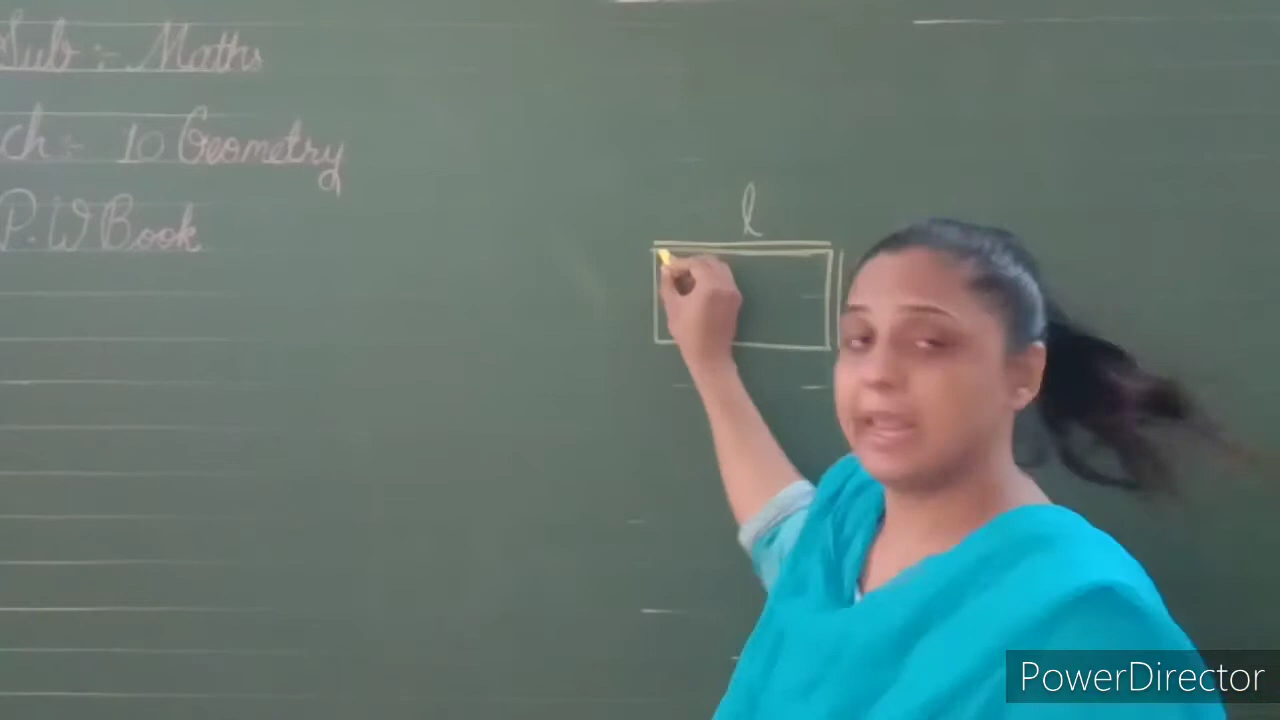 Sub :- Maths
ch :- 10 Geometry
P.W Book
l
PowerDirector